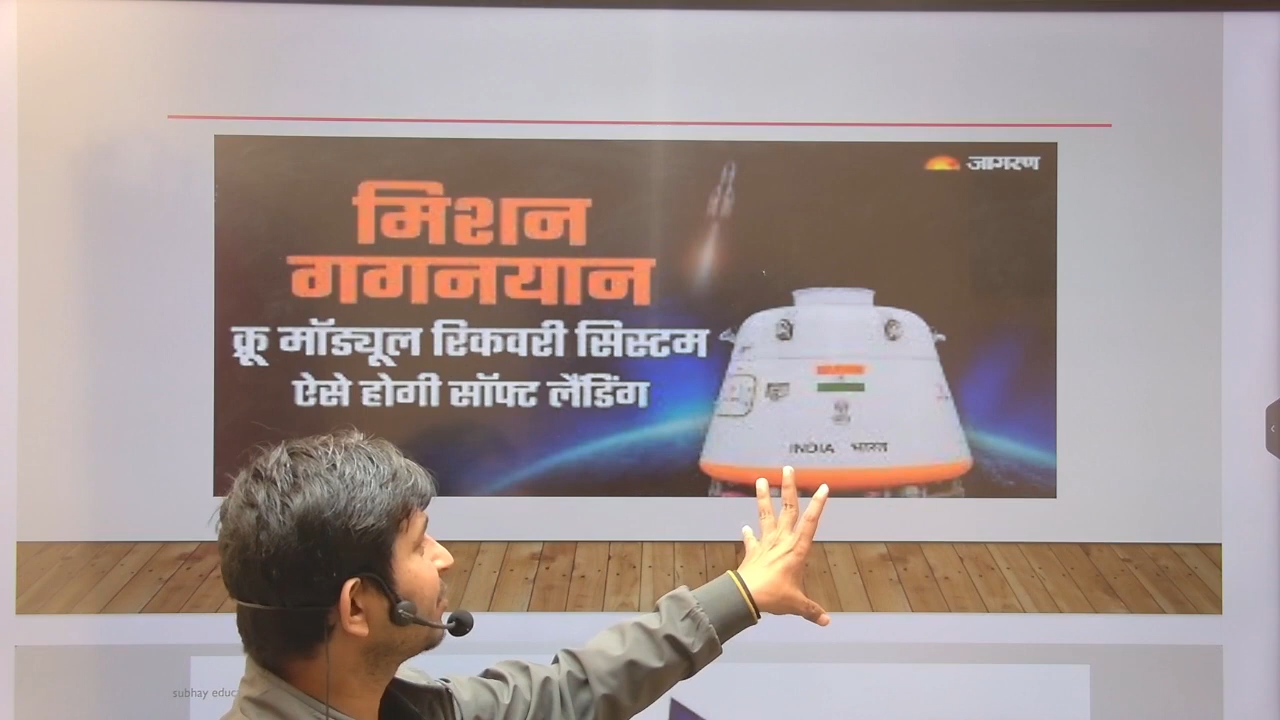 जागरण
मिशन
गगनयान
क्रू मॉड्यूल रिकवरी सिस्टम
ऐसे होगी सॉफ्ट लैंडिंग
INDIA भारत
subhay educ